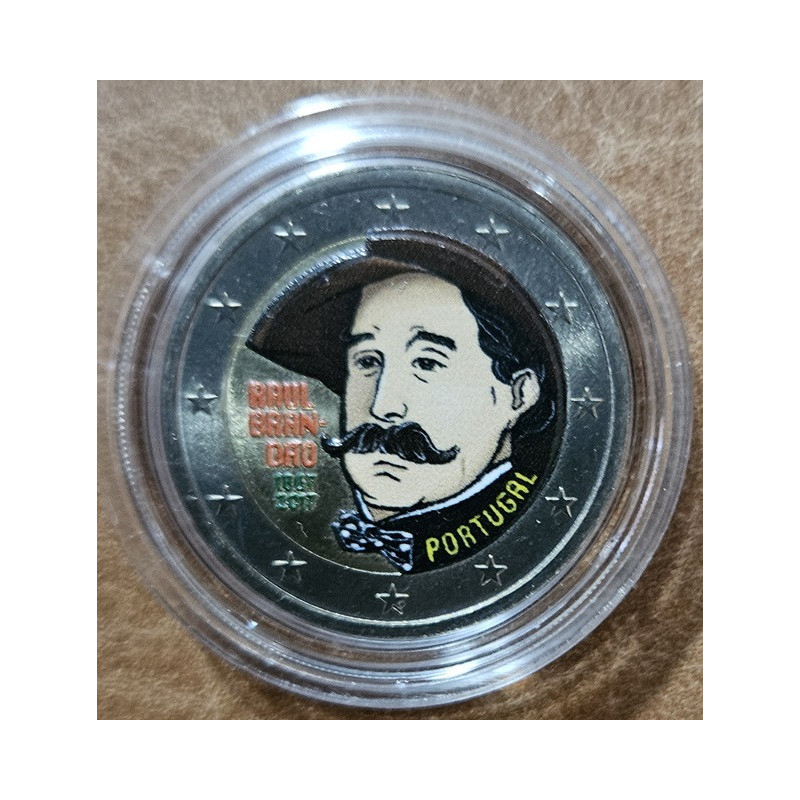 RAUL
BRAN-
DÃO
1867
2017
PORTUGAL